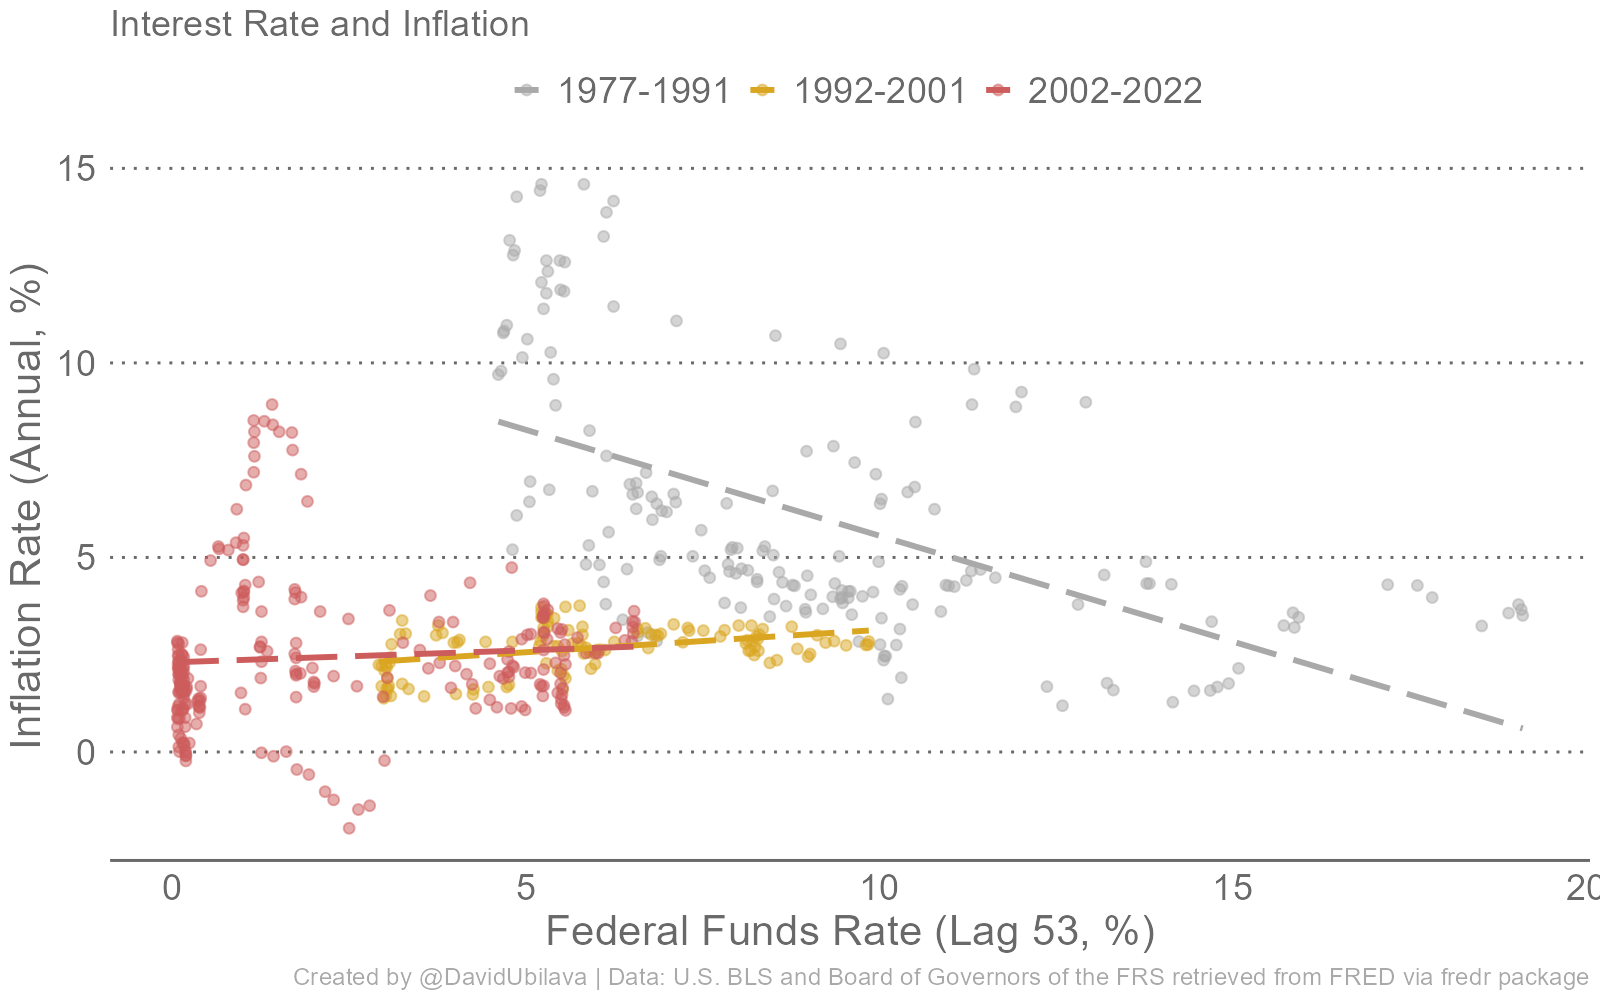 Interest Rate and Inflation
1977-1991 1992-2001 2002-2022
15
10
5
0
Inflation Rate (Annual, %)
0 5 10 15 20
Federal Funds Rate (Lag 53, %)
Created by @DavidUbilava | Data: U.S. BLS and Board of Governors of the FRS retrieved from FRED via fredr package